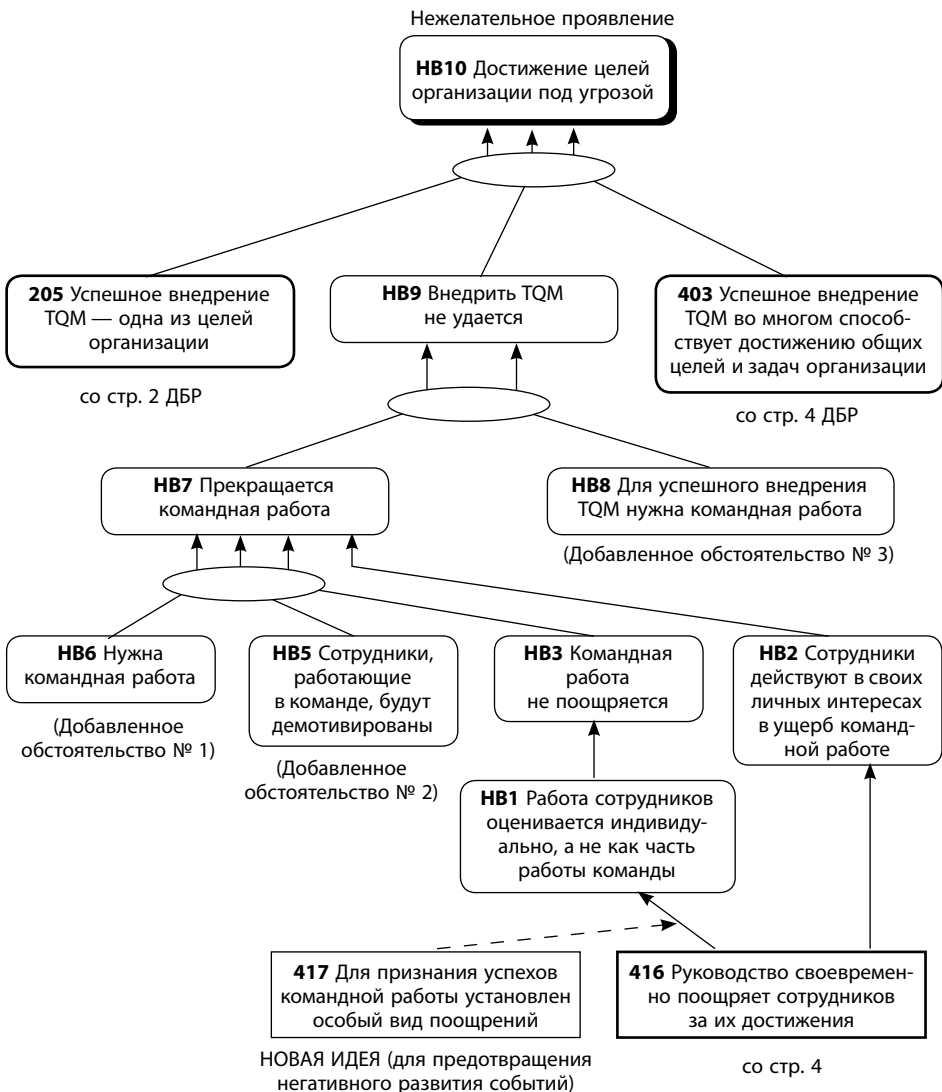 Нежелательное проявление
НВ10 Достижение целей
организации под угрозой
205 Успешное внедрение
TQM — одна из целей
организации
со стр. 2 ДБР
НВ9 Внедрить TQM
не удается
403 Успешное внедрение
TQM во многом способ-
ствует достижению общих
целей и задач организации
со стр. 4 ДБР
НВ7 Прекращается
командная работа
НВ8 Для успешного внедрения
TQM нужна командная работа
(Добавленное обстоятельство № 3)
НВ6 Нужна
командная работа
(Добавленное
обстоятельство № 1)
НВ5 Сотрудники,
работающие
в команде, будут
демотивированы
(Добавленное
обстоятельство № 2)
НВ3 Командная
работа
не поощряется
НВ2 Сотрудники
действуют в своих
личных интересах
в ущерб команд-
ной работе
НВ1 Работа сотрудников
оценивается индивиду-
ально, а не как часть
работы команды
417 Для признания успехов
командной работы установлен
особый вид поощрений
НОВАЯ ИДЕЯ (для предотвращения
негативного развития событий)
416 Руководство своевремен-
но поощряет сотрудников
за их достижения
со стр. 4